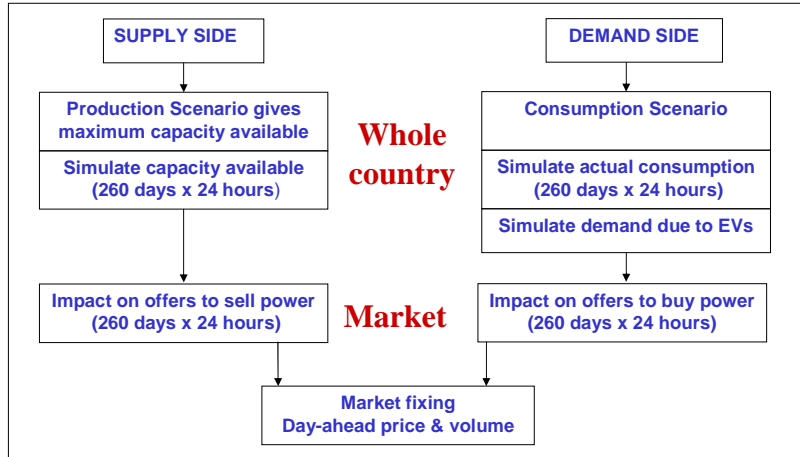 SUPPLY SIDE
DEMAND SIDE
Production Scenario gives
maximum capacity available
Simulate capacity available
(260 days x 24 hours)
Whole
country
Consumption Scenario
Simulate actual consumption
(260 days x 24 hours)
Simulate demand due to EVs
Impact on offers to sell power
(260 days x 24 hours)
Market
Impact on offers to buy power
(260 days x 24 hours)
Market fixing
Day-ahead price & volume